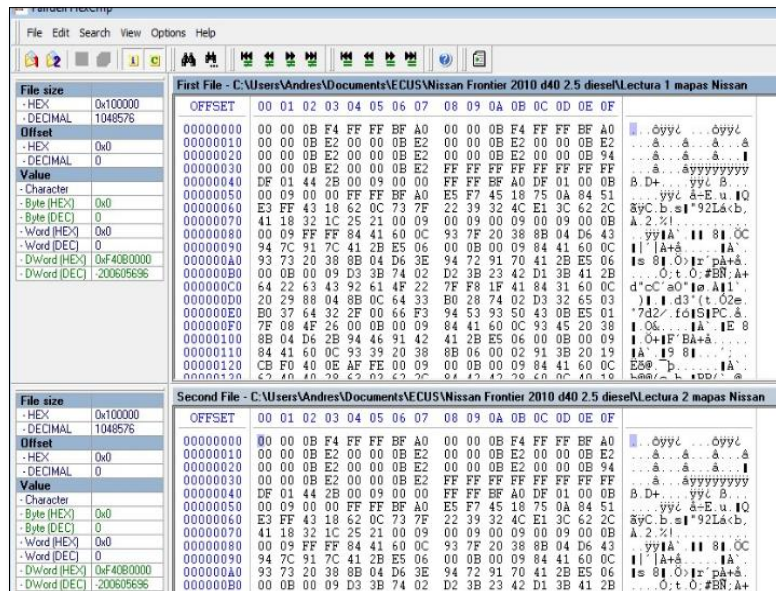 Fairdell HexCmp
File Edit Search View Options Help
First File - C:\Users\Andres\Documents\ECUS\Nissan Frontier 2010 d40 2.5 diesel\Lectura 1 mapas Nissan
File size
- HEX 0x100000
- DECIMAL 1048576
Offset
- HEX 0x0
- DECIMAL 0
Value
- Character
- Byte (HEX) 0x0
- Byte (DEC) 0
- Word (HEX) 0x0
- Word (DEC) 0
- DWord (HEX) 0xF40B0000
- DWord (DEC) -200605696
OFFSET 00 01 02 03 04 05 06 07 08 09 0A 0B 0C 0D 0E 0F
00000000 00 00 0B F4 FF FF BF A0 00 00 0B F4 FF FF BF A0
00000010 00 00 0B E2 00 00 0B E2 00 00 0B E2 00 00 0B E2
00000020 00 00 0B E2 00 00 0B E2 00 00 0B E2 00 00 0B 94
00000030 00 00 0B E2 00 00 0B E2 FF FF FF FF FF FF FF FF
00000040 DF 01 44 2B 00 09 00 00 FF FF BF A0 DF 01 00 0B
00000050 00 09 00 00 FF FF BF A0 E5 F7 45 18 75 0A 84 51
00000060 E3 FF 43 18 62 0C 73 7F 22 39 32 4C E1 3C 62 2C
00000070 41 18 32 1C 25 21 00 09 00 09 00 09 00 09 00 0B
00000080 00 09 FF FF 84 41 60 0C 93 7F 20 38 8B 04 D6 43
00000090 94 7C 91 7C 41 2B E5 06 00 0B 00 09 84 41 60 0C
000000A0 93 73 20 38 8B 04 D6 3E 94 72 91 70 41 2B E5 06
000000B0 00 0B 00 09 D3 3B 74 02 D2 3B 23 42 D1 3B 41 2B
000000C0 64 22 63 43 92 61 4F 22 7F F8 1F 41 84 31 60 0C
000000D0 20 29 88 04 8B 0C 64 33 B0 28 74 02 D3 32 65 03
000000E0 B0 37 64 32 2F 00 66 F3 94 53 93 50 43 0B E5 01
000000F0 7F 08 4F 26 00 0B 00 09 84 41 60 0C 93 45 20 38
00000100 8B 04 D6 2B 94 46 91 42 41 2B E5 06 00 0B 00 09
00000110 84 41 60 0C 93 39 20 38 8B 06 00 02 91 3B 20 19
00000120 CB F0 40 0E AF FE 00 09 00 0B 00 09 84 41 60 0C
Second File - C:\Users\Andres\Documents\ECUS\Nissan Frontier 2010 d40 2.5 diesel\Lectura 2 mapas Nissan
File size
- HEX 0x100000
- DECIMAL 1048576
Offset
- HEX 0x0
- DECIMAL 0
Value
- Character
- Byte (HEX) 0x0
- Byte (DEC) 0
- Word (HEX) 0x0
- Word (DEC) 0
- DWord (HEX) 0xF40B0000
- DWord (DEC) -200605696
OFFSET 00 01 02 03 04 05 06 07 08 09 0A 0B 0C 0D 0E 0F
00000000 00 00 0B F4 FF FF BF A0 00 00 0B F4 FF FF BF A0
00000010 00 00 0B E2 00 00 0B E2 00 00 0B E2 00 00 0B E2
00000020 00 00 0B E2 00 00 0B E2 00 00 0B E2 00 00 0B 94
00000030 00 00 0B E2 00 00 0B E2 FF FF FF FF FF FF FF FF
00000040 DF 01 44 2B 00 09 00 00 FF FF BF A0 DF 01 00 0B
00000050 00 09 00 00 FF FF BF A0 E5 F7 45 18 75 0A 84 51
00000060 E3 FF 43 18 62 0C 73 7F 22 39 32 4C E1 3C 62 2C
00000070 41 18 32 1C 25 21 00 09 00 09 00 09 00 09 00 0B
00000080 00 09 FF FF 84 41 60 0C 93 7F 20 38 8B 04 D6 43
00000090 94 7C 91 7C 41 2B E5 06 00 0B 00 09 84 41 60 0C
000000A0 93 73 20 38 8B 04 D6 3E 94 72 91 70 41 2B E5 06
000000B0 00 0B 00 09 D3 3B 74 02 D2 3B 23 42 D1 3B 41 2B